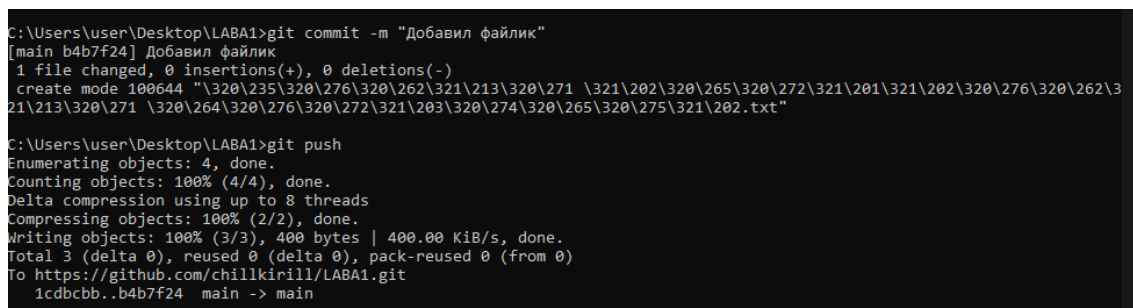 C:\Users\user\Desktop\LABA1>git commit -m "Добавил файлик"
[main b4b7f24] Добавил файлик
 1 file changed, 0 insertions(+), 0 deletions(-)
 create mode 100644 "\320\235\320\276\320\262\321\213\320\271 \321\202\320\265\320\272\321\201\321\202\320\276\320\262\3
21\213\320\271 \320\264\320\276\320\272\321\203\320\274\320\265\320\275\321\202.txt"
C:\Users\user\Desktop\LABA1>git push
Enumerating objects: 4, done.
Counting objects: 100% (4/4), done.
Delta compression using up to 8 threads
Compressing objects: 100% (2/2), done.
Writing objects: 100% (3/3), 400 bytes | 400.00 KiB/s, done.
Total 3 (delta 0), reused 0 (delta 0), pack-reused 0 (from 0)
To https://github.com/chillkirill/LABA1.git
   1cdbcbb..b4b7f24  main -> main